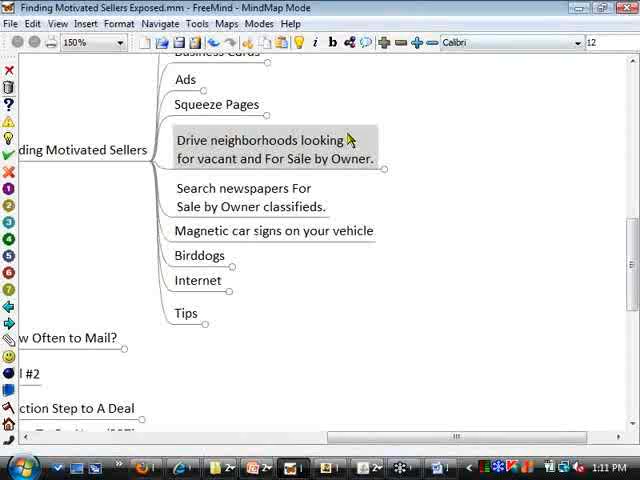 Finding Motivated Sellers Exposed.mm - FreeMind - MindMap Mode
File Edit View Insert Format Navigate Tools Maps Modes Help
150% Calibri 12
Business Cards
Ads
Squeeze Pages
Drive neighborhoods looking
for vacant and For Sale by Owner.
ding Motivated Sellers
Search newspapers For
Sale by Owner classifieds.
Magnetic car signs on your vehicle
Birddogs
Internet
Tips
w Often to Mail?
l #2
ction Step to A Deal
1:11 PM